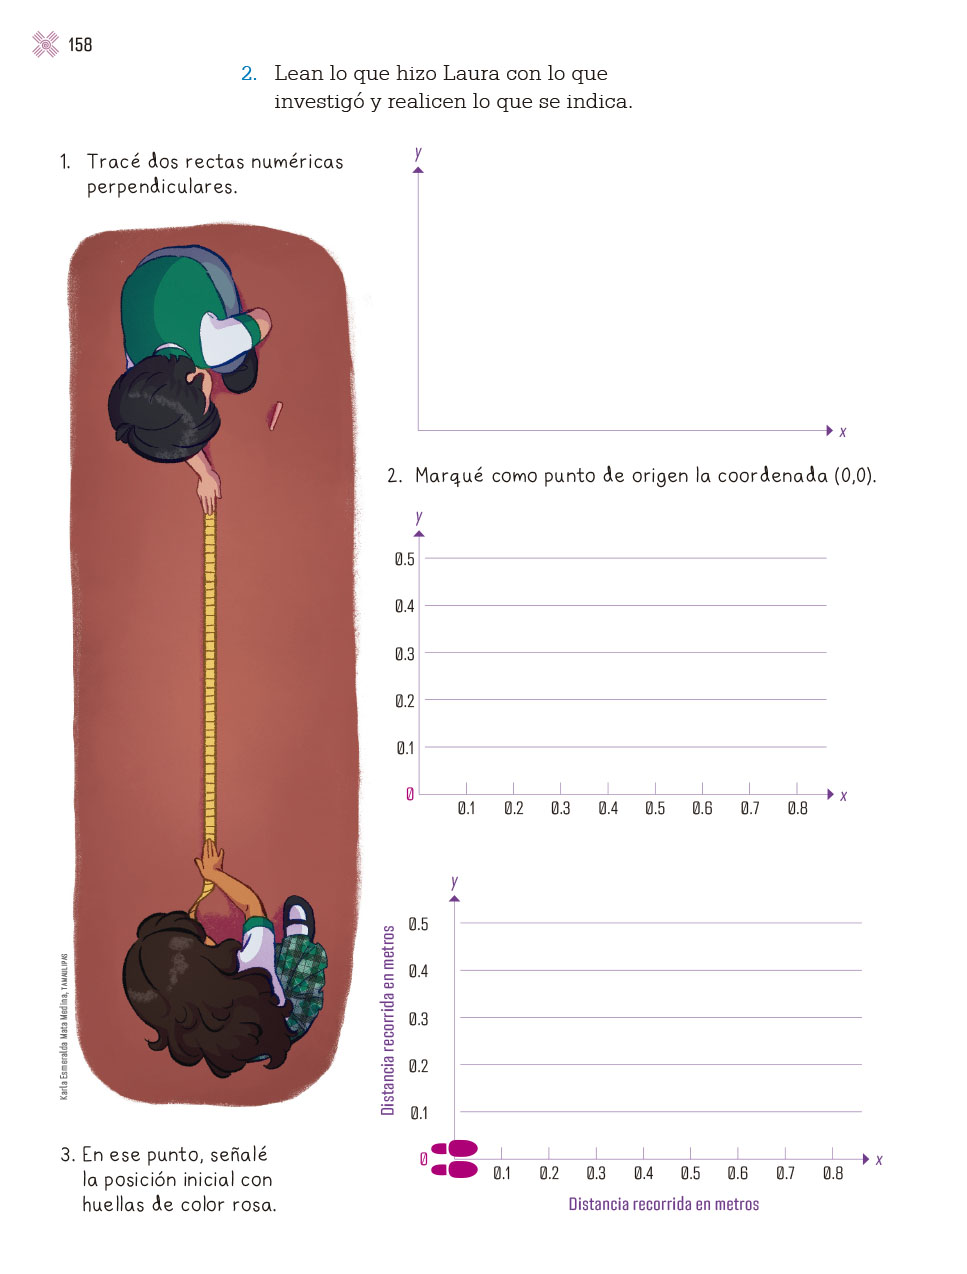 158
2. Lean lo que hizo Laura con lo que
investigó y realicen lo que se indica.
1. Tracé dos rectas numéricas
perpendiculares.
y
x
2. Marqué como punto de origen la coordenada (0,0).
y
0.5
0.4
0.3
0.2
0.1
0
0.1 0.2 0.3 0.4 0.5 0.6 0.7 0.8
x
y
Distancia recorrida en metros
0.5
0.4
0.3
0.2
0.1
0
0.1 0.2 0.3 0.4 0.5 0.6 0.7 0.8
x
Distancia recorrida en metros
Karla Esmeralda Mata Medina, TAMAULIPAS
3. En ese punto, señalé
la posición inicial con
huellas de color rosa.